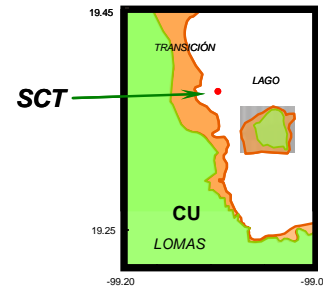 19.45
TRANSICIÓN
LAGO
SCT
CU
19.25
LOMAS
-99.20
-99.0